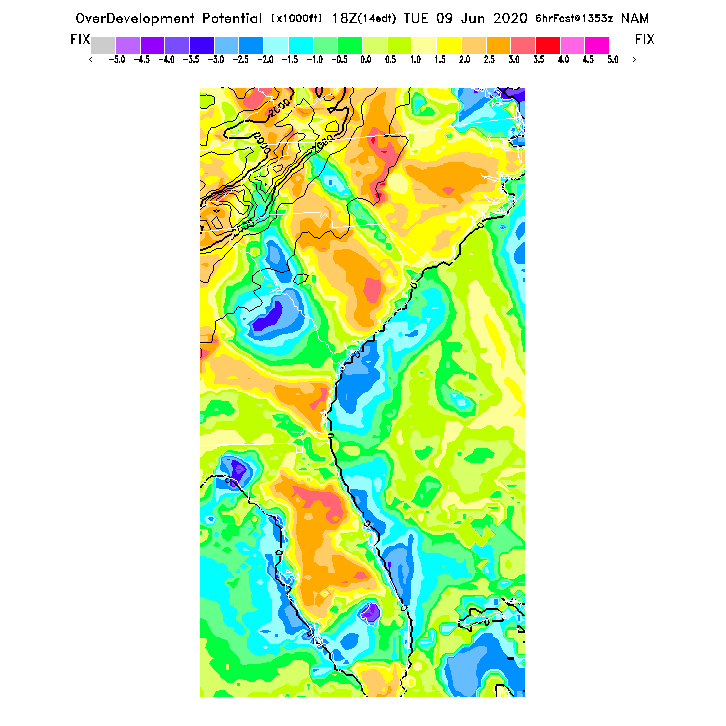 OverDevelopment Potential [x1000ft] 18Z(14edt) TUE 09 Jun 2020 6hrFcst@1353z NAM
FIX FIX
< -5.0 -4.5 -4.0 -3.5 -3.0 -2.5 -2.0 -1.5 -1.0 -0.5 0.0 0.5 1.0 1.5 2.0 2.5 3.0 3.5 4.0 4.5 5.0 >
2000
2000